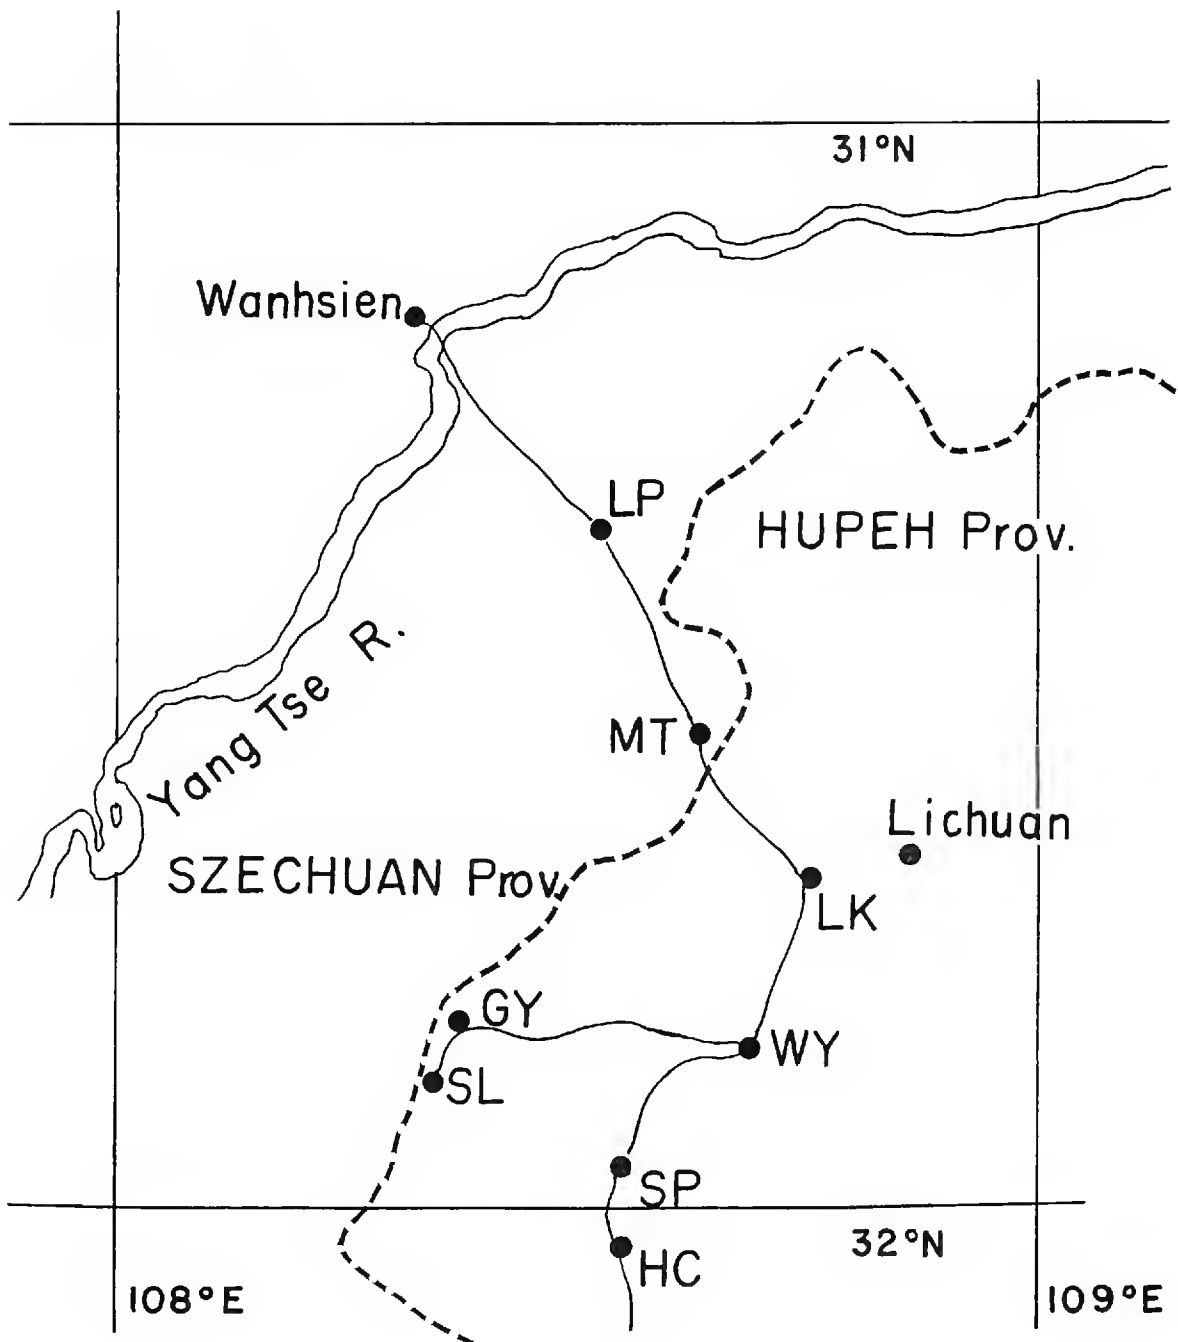 31°N
Wanhsien
LP
HUPEH Prov.
Yang Tse R.
MT
Lichuan
SZECHUAN Prov.
LK
GY
WY
SL
SP
32°N
HC
108°E
109°E